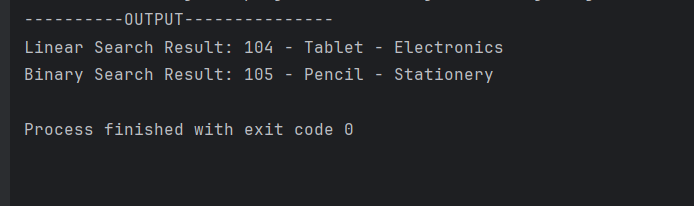 ----------OUTPUT---------------
Linear Search Result: 104 - Tablet - Electronics
Binary Search Result: 105 - Pencil - Stationery
Process finished with exit code 0